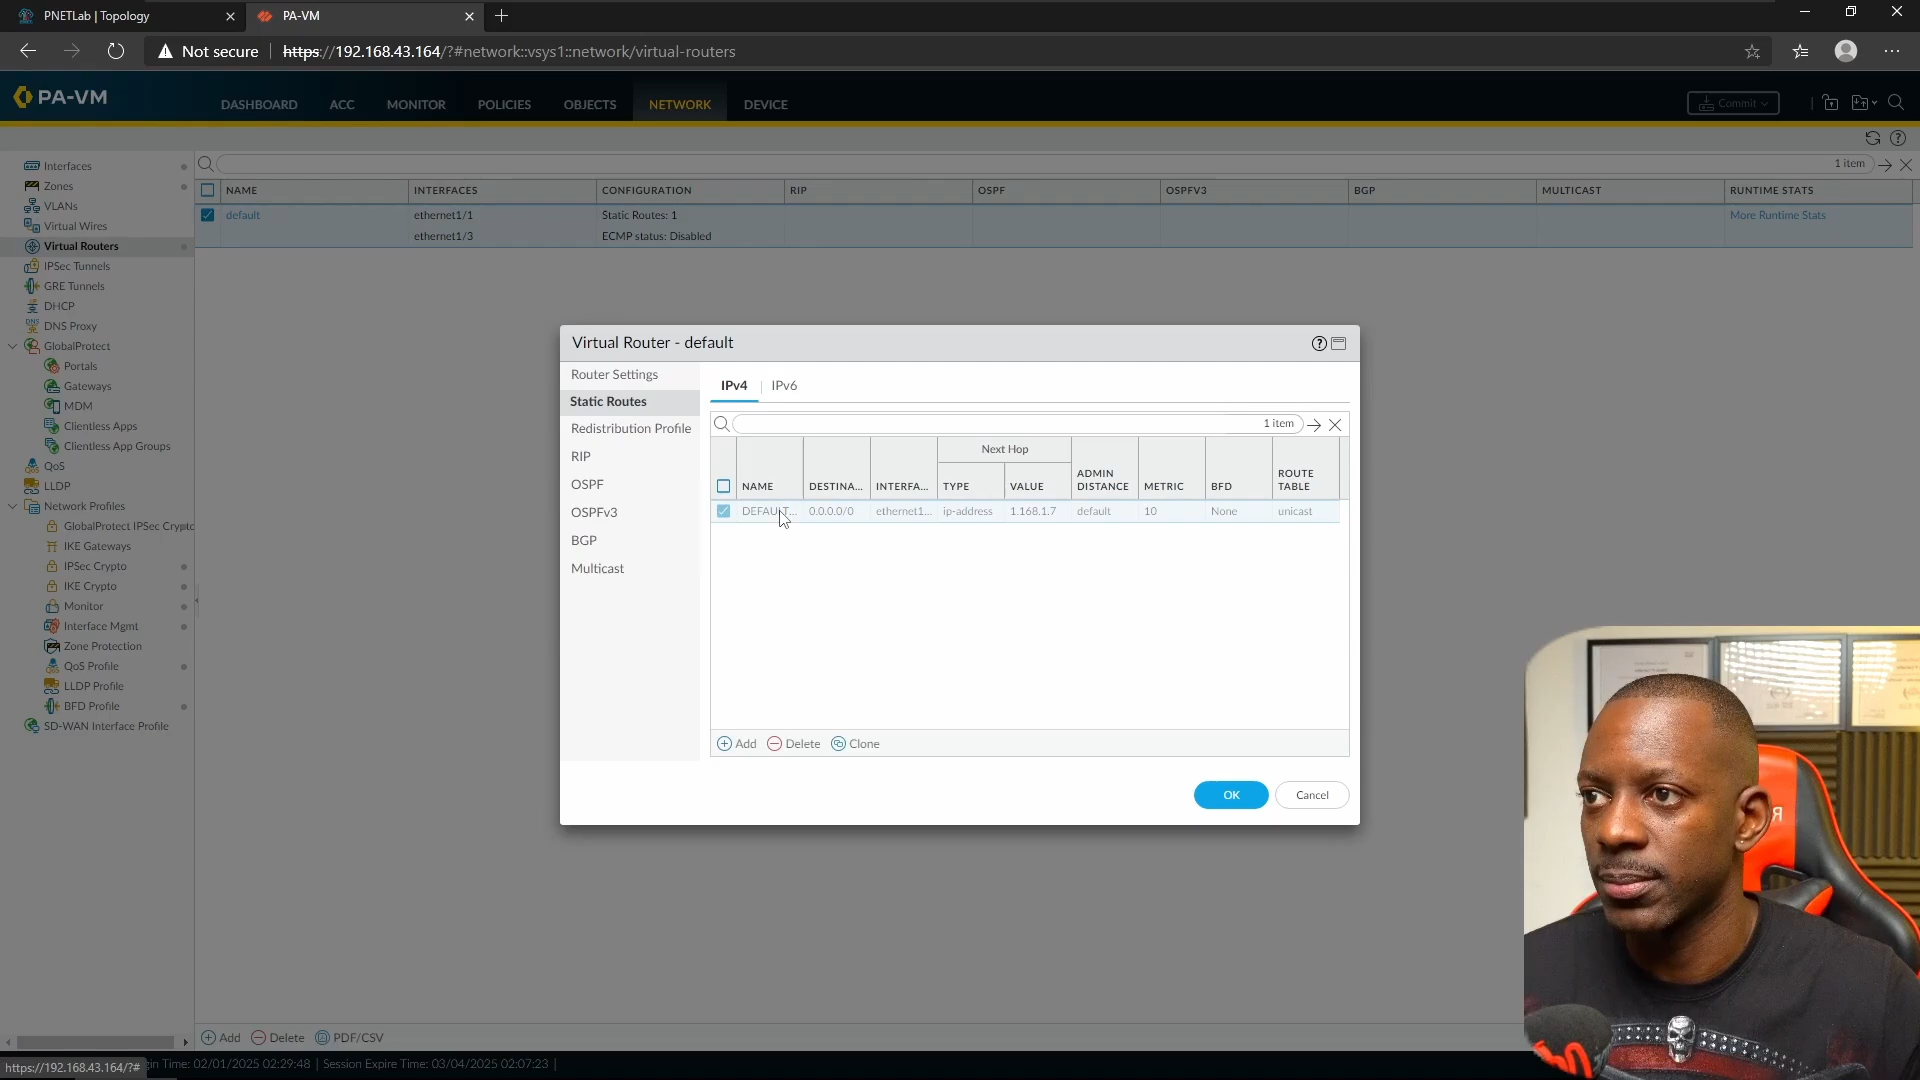 PNETLab | Topology
PA-VM
Not secure
https://192.168.43.164/?#network::vsys1::network/virtual-routers
PA-VM
DASHBOARD
ACC
MONITOR
POLICIES
OBJECTS
NETWORK
DEVICE
Commit
1 item
Interfaces
Zones
VLANs
Virtual Wires
Virtual Routers
IPSec Tunnels
GRE Tunnels
DHCP
DNS Proxy
GlobalProtect
Portals
Gateways
MDM
Clientless Apps
Clientless App Groups
QoS
LLDP
Network Profiles
GlobalProtect IPSec Crypto
IKE Gateways
IPSec Crypto
IKE Crypto
Monitor
Interface Mgmt
Zone Protection
QoS Profile
LLDP Profile
BFD Profile
SD-WAN Interface Profile
NAME INTERFACES CONFIGURATION RIP OSPF OSPFV3 BGP MULTICAST RUNTIME STATS
default ethernet1/1 Static Routes: 1 More Runtime Stats
ethernet1/3 ECMP status: Disabled
Virtual Router - default
Router Settings
Static Routes
Redistribution Profile
RIP
OSPF
OSPFv3
BGP
Multicast
IPv4 | IPv6
1 item
Next Hop
NAME DESTINA... INTERFA... TYPE VALUE ADMIN DISTANCE METRIC BFD ROUTE TABLE
DEFAULT... 0.0.0.0/0 ethernet1... ip-address 1.168.1.7 default 10 None unicast
Add Delete Clone
OK Cancel
Add Delete PDF/CSV
https://192.168.43.164/?#
in Time: 02/01/2025 02:29:48 | Session Expire Time: 03/04/2025 02:07:23 |